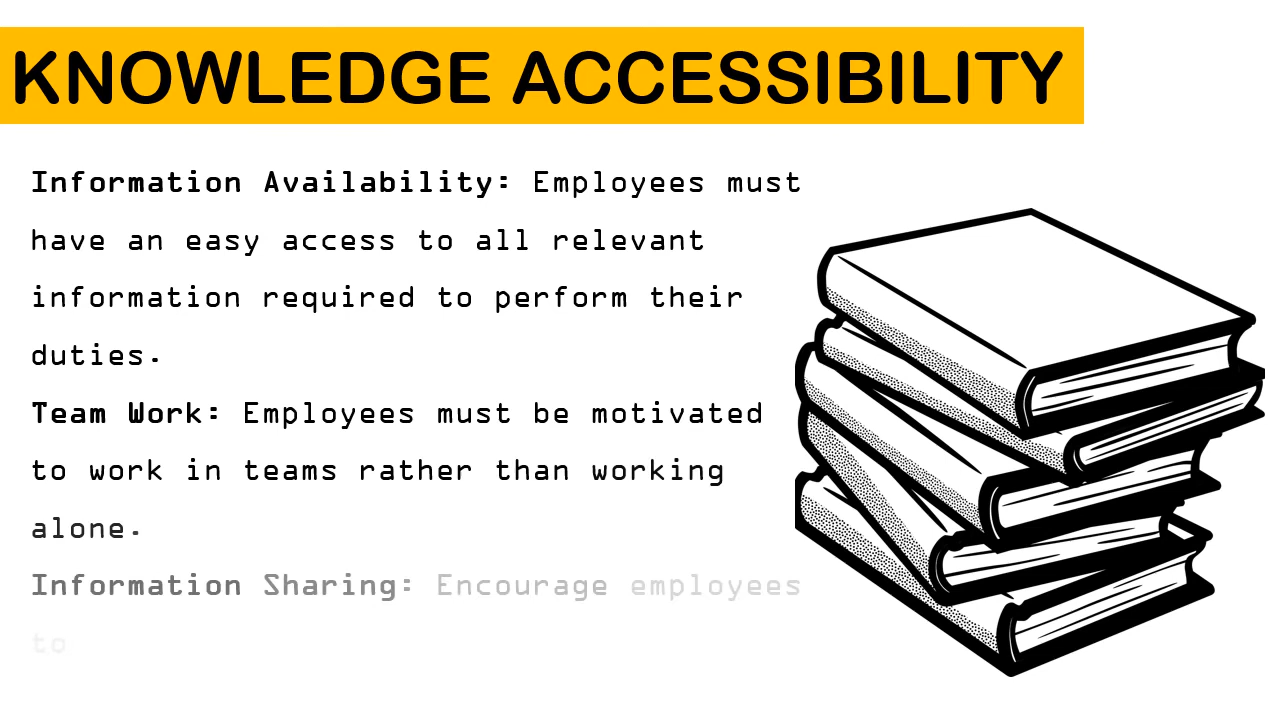 KNOWLEDGE ACCESSIBILITY
Information Availability: Employees must
have an easy access to all relevant
information required to perform their
duties.
Team Work: Employees must be motivated
to work in teams rather than working
alone.
Information Sharing: Encourage employees
to